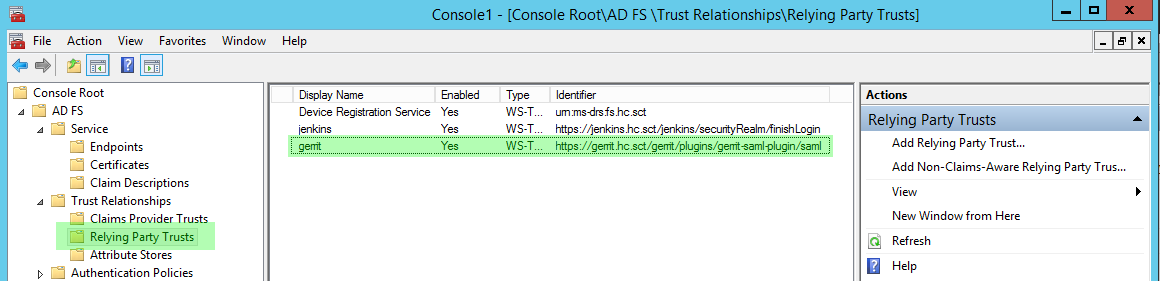 Console1 - [Console Root\AD FS \Trust Relationships\Relying Party Trusts]
File Action View Favorites Window Help
Console Root
AD FS
Service
Endpoints
Certificates
Claim Descriptions
Trust Relationships
Claims Provider Trusts
Relying Party Trusts
Attribute Stores
Authentication Policies
Display Name Enabled Type Identifier
Device Registration Service Yes WS-T... urn:ms-drs:fs.hc.sct
jenkins Yes WS-T... https://jenkins.hc.sct/jenkins/securityRealm/finishLogin
gerrit Yes WS-T... https://gerrit.hc.sct/gerrit/plugins/gerrit-saml-plugin/saml
Actions
Relying Party Trusts
Add Relying Party Trust...
Add Non-Claims-Aware Relying Party Trus...
View
New Window from Here
Refresh
Help